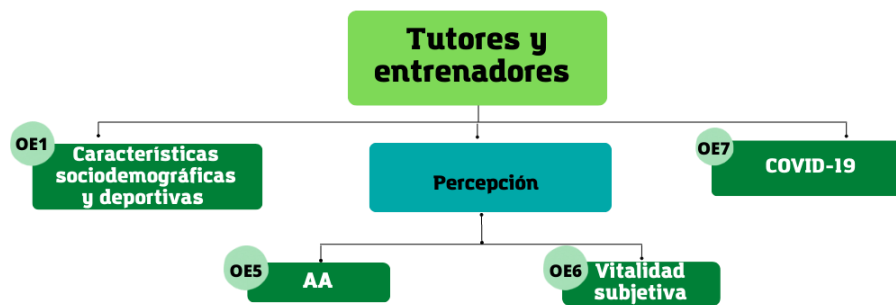 Tutores y
entrenadores
OE1
Características
sociodemográficas
y deportivas
Percepción
OE7
COVID-19
OE5
AA
OE6
Vitalidad
subjetiva